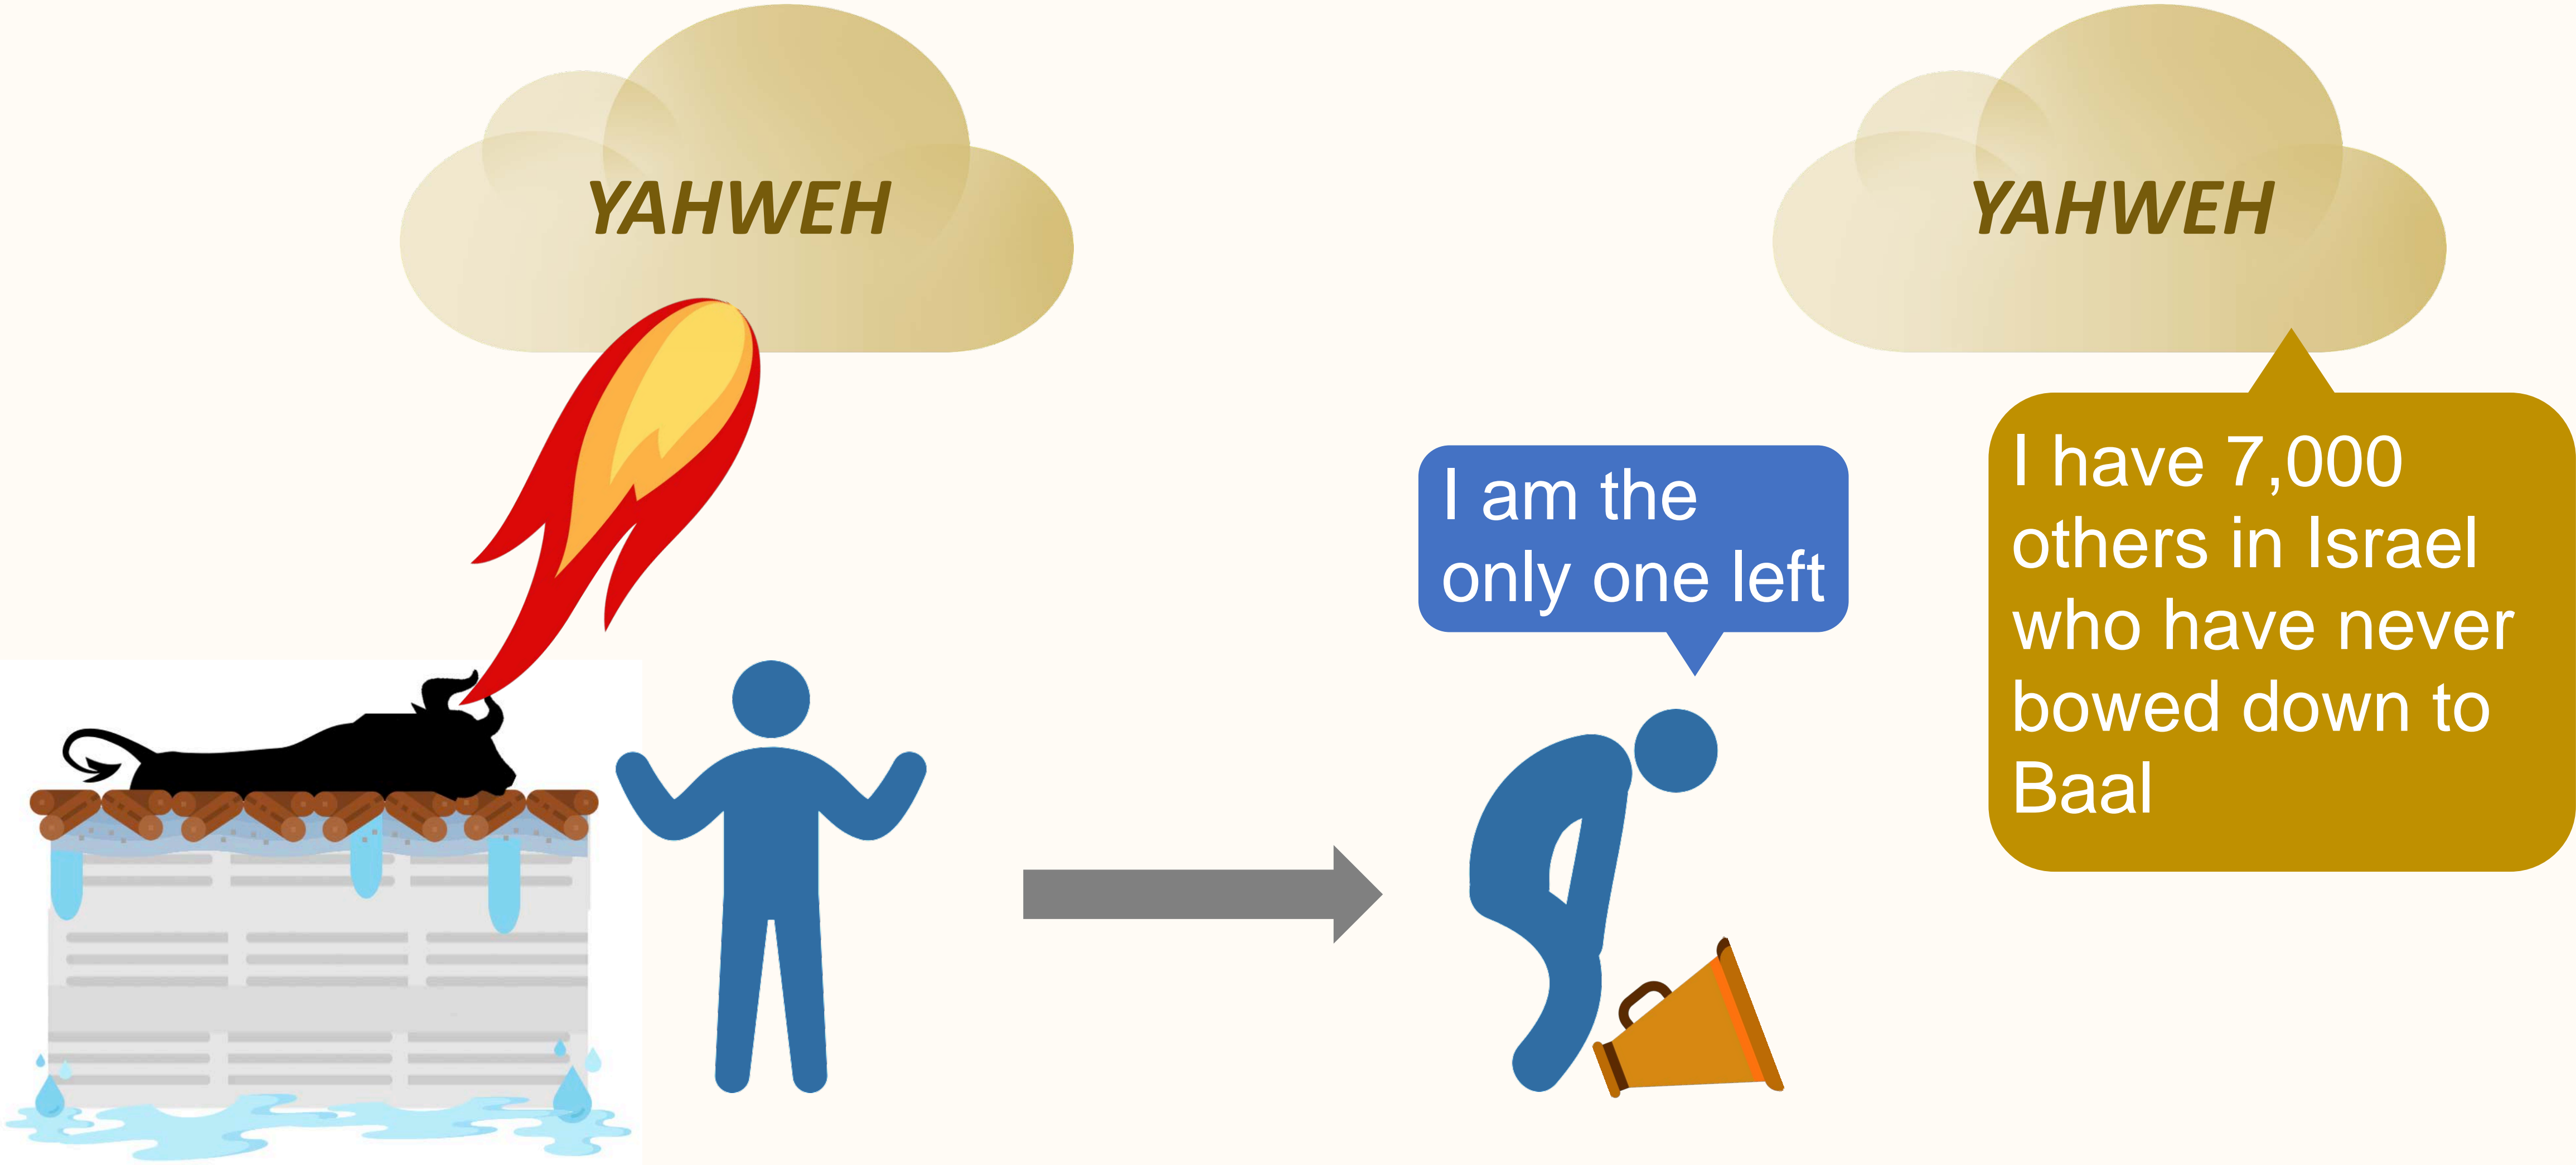 YAHWEH
YAHWEH
I am the
only one left
I have 7,000
others in Israel
who have never
bowed down to
Baal